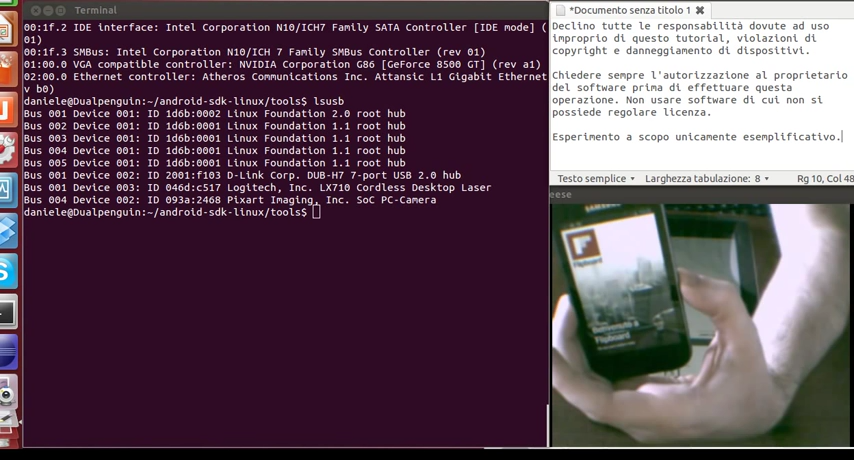 Terminal
00:1f.2 IDE interface: Intel Corporation N10/ICH7 Family SATA Controller [IDE mode] (
01)
00:1f.3 SMBus: Intel Corporation N10/ICH 7 Family SMBus Controller (rev 01)
01:00.0 VGA compatible controller: NVIDIA Corporation G86 [GeForce 8500 GT] (rev a1)
02:00.0 Ethernet controller: Atheros Communications Inc. Attansic L1 Gigabit Ethernet
v b0)
daniele@Dualpenguin:~/android-sdk-linux/tools$ lsusb
Bus 001 Device 001: ID 1d6b:0002 Linux Foundation 2.0 root hub
Bus 002 Device 001: ID 1d6b:0001 Linux Foundation 1.1 root hub
Bus 003 Device 001: ID 1d6b:0001 Linux Foundation 1.1 root hub
Bus 004 Device 001: ID 1d6b:0001 Linux Foundation 1.1 root hub
Bus 005 Device 001: ID 1d6b:0001 Linux Foundation 1.1 root hub
Bus 001 Device 002: ID 2001:f103 D-Link Corp. DUB-H7 7-port USB 2.0 hub
Bus 001 Device 003: ID 046d:c517 Logitech, Inc. LX710 Cordless Desktop Laser
Bus 004 Device 002: ID 093a:2468 Pixart Imaging, Inc. SoC PC-Camera
daniele@Dualpenguin:~/android-sdk-linux/tools$
*Documento senza titolo 1
Declino tutte le responsabilità dovute ad uso
improprio di questo tutorial, violazioni di
copyright e danneggiamento di dispositivi.
Chiedere sempre l'autorizzazione al proprietario
del software prima di effettuare questa
operazione. Non usare software di cui non si
possiede regolare licenza.
Esperimento a scopo unicamente esemplificativo.
Testo semplice Larghezza tabulazione: 8 Rg 10, Col 48
eese
SAMSUNG
Flipboard
Benvenuto a
Flipboard